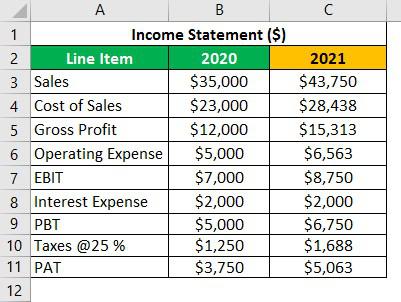 A B C
1 Income Statement ($)
2 Line Item 2020 2021
3 Sales $35,000 $43,750
4 Cost of Sales $23,000 $28,438
5 Gross Profit $12,000 $15,313
6 Operating Expense $5,000 $6,563
7 EBIT $7,000 $8,750
8 Interest Expense $2,000 $2,000
9 PBT $5,000 $6,750
10 Taxes @25 % $1,250 $1,688
11 PAT $3,750 $5,063
12